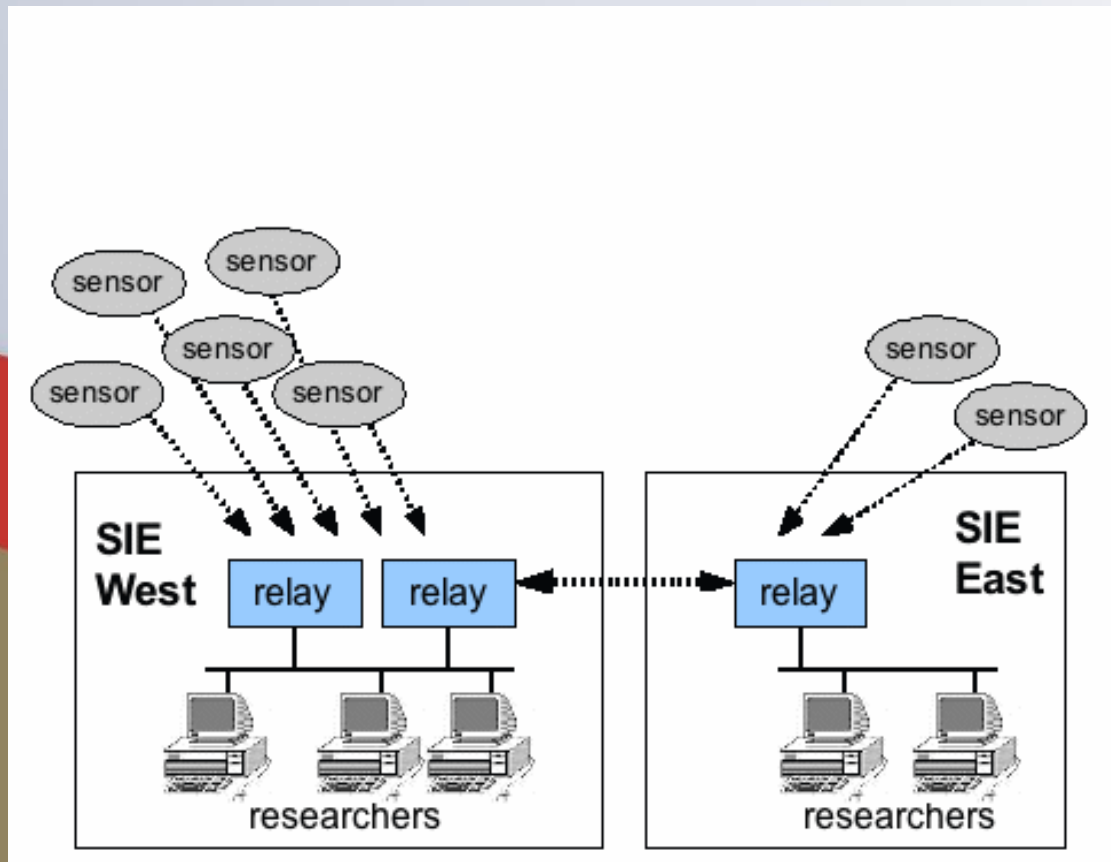 sensor
sensor
sensor
sensor
sensor
sensor
sensor
SIE
West
relay
relay
researchers
SIE
East
relay
researchers